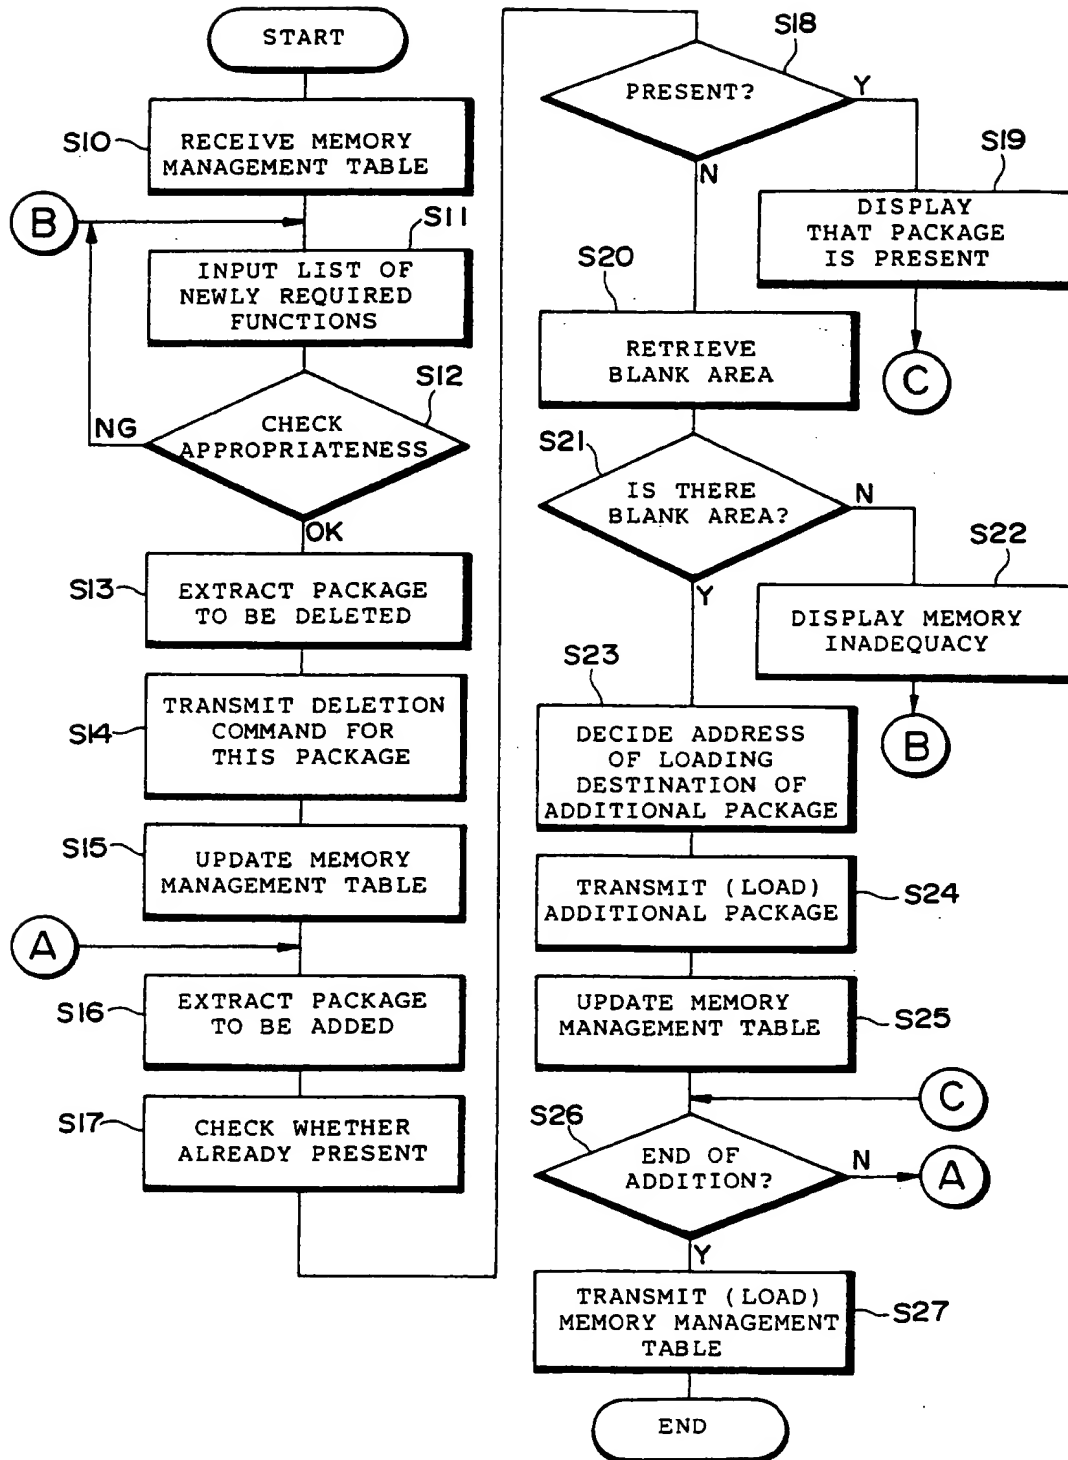 START
S10
RECEIVE MEMORY
MANAGEMENT TABLE
B
S11
INPUT LIST OF
NEWLY REQUIRED
FUNCTIONS
S12
NG
CHECK
APPROPRIATENESS
OK
S13
EXTRACT PACKAGE
TO BE DELETED
S14
TRANSMIT DELETION
COMMAND FOR
THIS PACKAGE
S15
UPDATE MEMORY
MANAGEMENT TABLE
A
S16
EXTRACT PACKAGE
TO BE ADDED
S17
CHECK WHETHER
ALREADY PRESENT
S18
PRESENT?
Y
N
S19
DISPLAY
THAT PACKAGE
IS PRESENT
C
S20
RETRIEVE
BLANK AREA
S21
IS THERE
BLANK AREA?
N
Y
S22
DISPLAY MEMORY
INADEQUACY
B
S23
DECIDE ADDRESS
OF LOADING
DESTINATION OF
ADDITIONAL PACKAGE
TRANSMIT (LOAD)
ADDITIONAL PACKAGE
S24
UPDATE MEMORY
MANAGEMENT TABLE
S25
C
S26
END OF
ADDITION?
N
A
Y
TRANSMIT (LOAD)
MEMORY MANAGEMENT
TABLE
S27
END